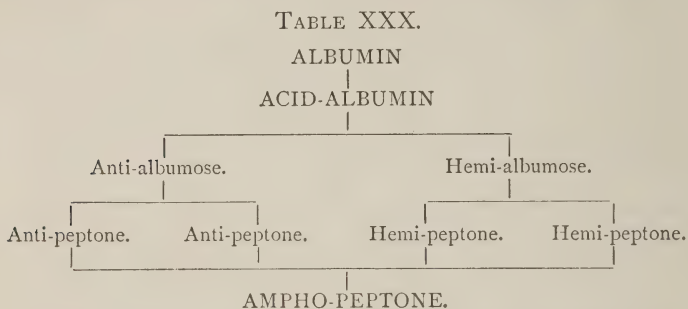 TABLE XXX.
ALBUMIN
ACID-ALBUMIN
Anti-albumose. Hemi-albumose.
Anti-peptone. Anti-peptone. Hemi-peptone. Hemi-peptone.
AMPHO-PEPTONE.